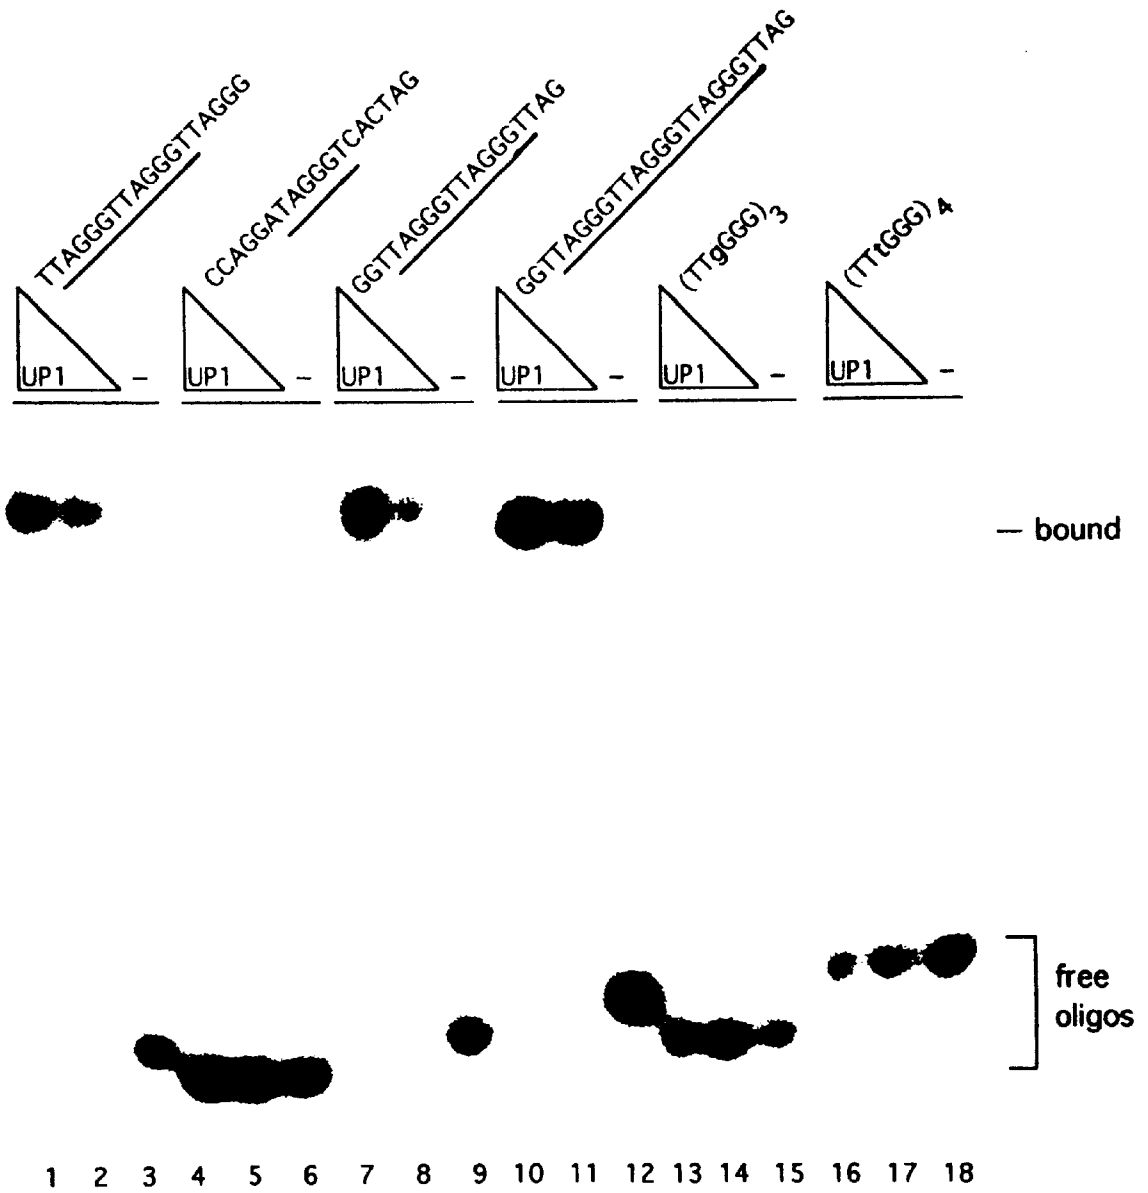 TTAGGGTTAGGGTTAGGG
CCAGGATAGGGTCACTAG
GGTTAGGGTTAGGGTTAG
GGTTAGGGTTAGGGTTAGGGTTAG
(TTgGGG)3
(TTtGGG)4
UP1 – UP1 – UP1 – UP1 – UP1 – UP1 –
– bound
free
oligos
1 2 3 4 5 6 7 8 9 10 11 12 13 14 15 16 17 18